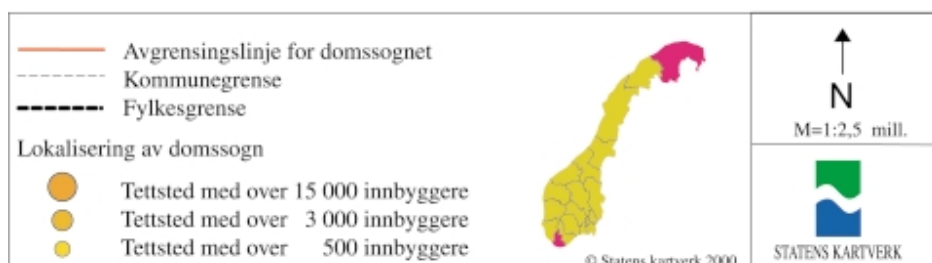 Avgrensingslinje for domssognet
Kommunegrense
Fylkesgrense
Lokalisering av domssogn
Tettsted med over 15 000 innbyggere
Tettsted med over 3 000 innbyggere
Tettsted med over 500 innbyggere
© Statens kartverk 2000
N
M=1:2,5 mill.
STATENS KARTVERK